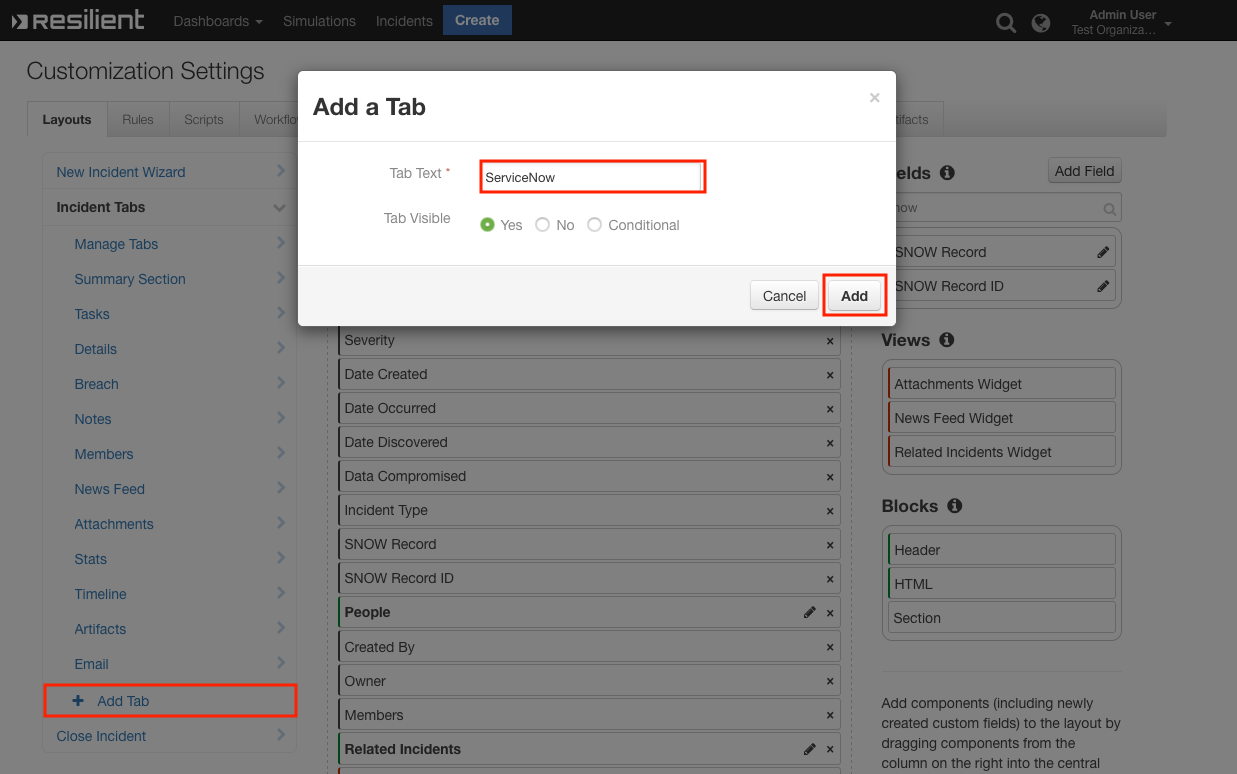 resilient
Dashboards
Simulations
Incidents
Create
Admin User
Test Organiza...
Customization Settings
Layouts
Rules
Scripts
Workflo
tifacts
Add a Tab
×
Tab Text *
ServiceNow
Tab Visible
Yes
No
Conditional
Cancel
Add
New Incident Wizard
Incident Tabs
Manage Tabs
Summary Section
Tasks
Details
Breach
Notes
Members
News Feed
Attachments
Stats
Timeline
Artifacts
Email
+ Add Tab
Close Incident
Severity ×
Date Created ×
Date Occurred ×
Date Discovered ×
Data Compromised ×
Incident Type ×
SNOW Record ×
SNOW Record ID ×
People ×
Created By ×
Owner ×
Members ×
Related Incidents ×
elds
Add Field
now
SNOW Record
SNOW Record ID
Views
Attachments Widget
News Feed Widget
Related Incidents Widget
Blocks
Header
HTML
Section
Add components (including newly
created custom fields) to the layout by
dragging components from the
column on the right into the central